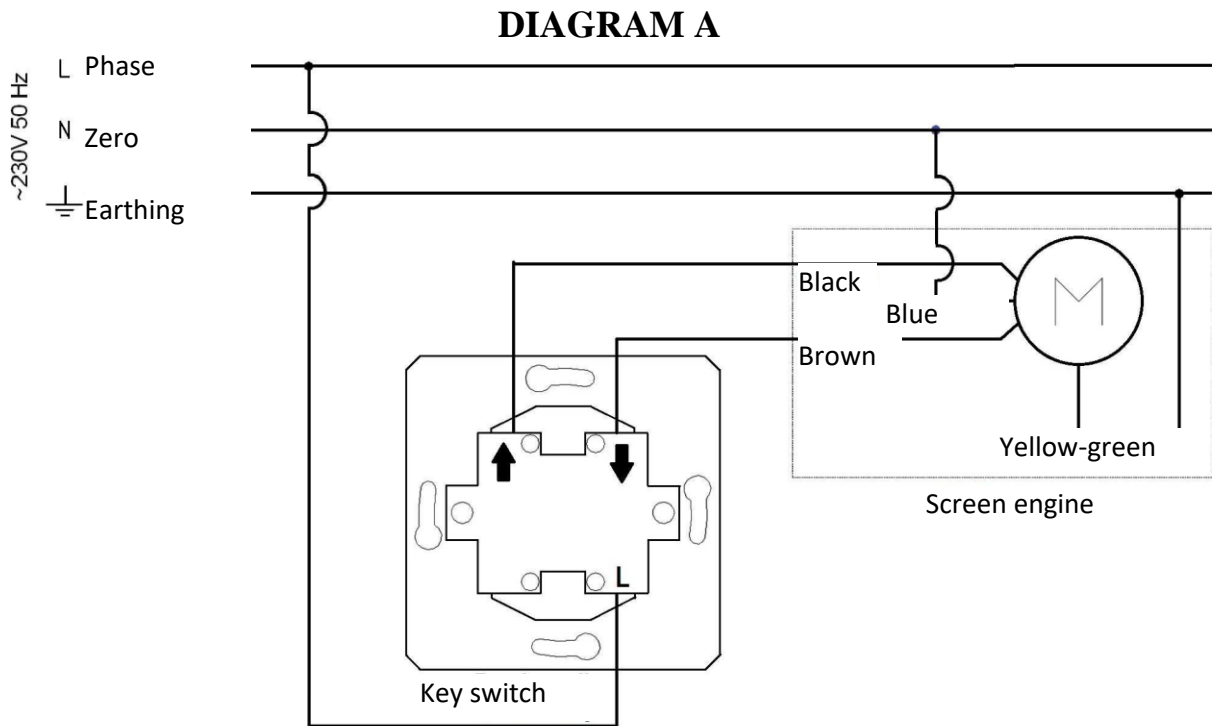 DIAGRAM A
~230V 50 Hz
L Phase
N Zero
Earthing
Black
Blue
Brown
M
Yellow-green
Screen engine
L
Key switch